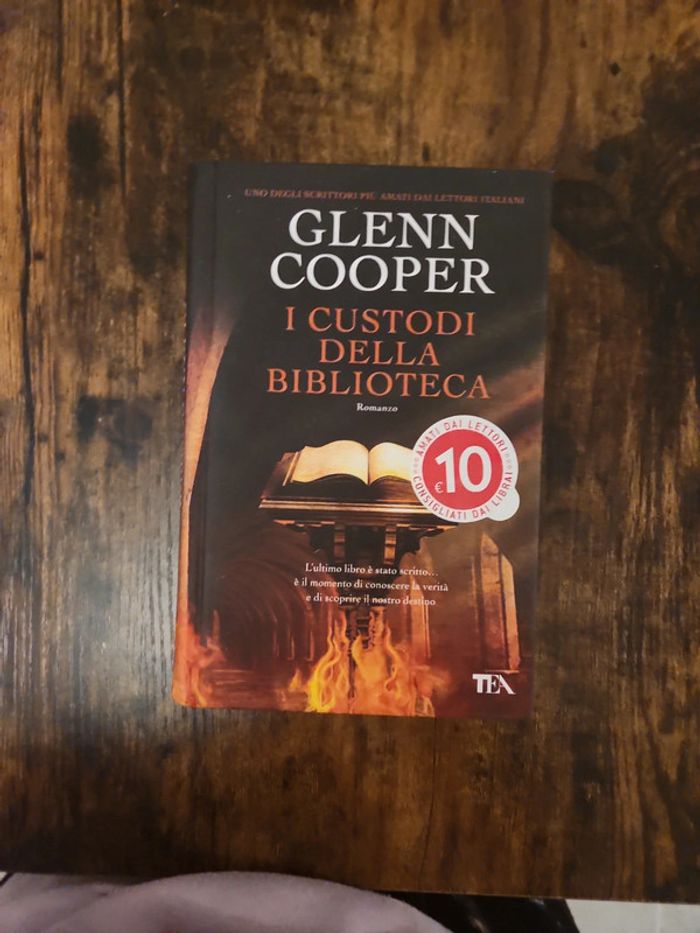 UNO DEGLI SCRITTORI PIÙ AMATI DAI LETTORI ITALIANI
GLENN
COOPER
I CUSTODI
DELLA
BIBLIOTECA
Romanzo
AMATI DAI LETTORI
€10
CONSIGLIATI DAI LIBRAI
L'ultimo libro è stato scritto...
è il momento di conoscere la verità
e di scoprire il nostro destino
TEA